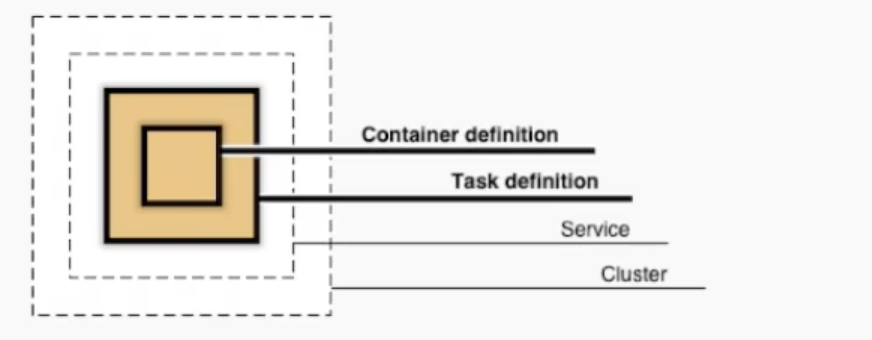 Container definition
Task definition
Service
Cluster